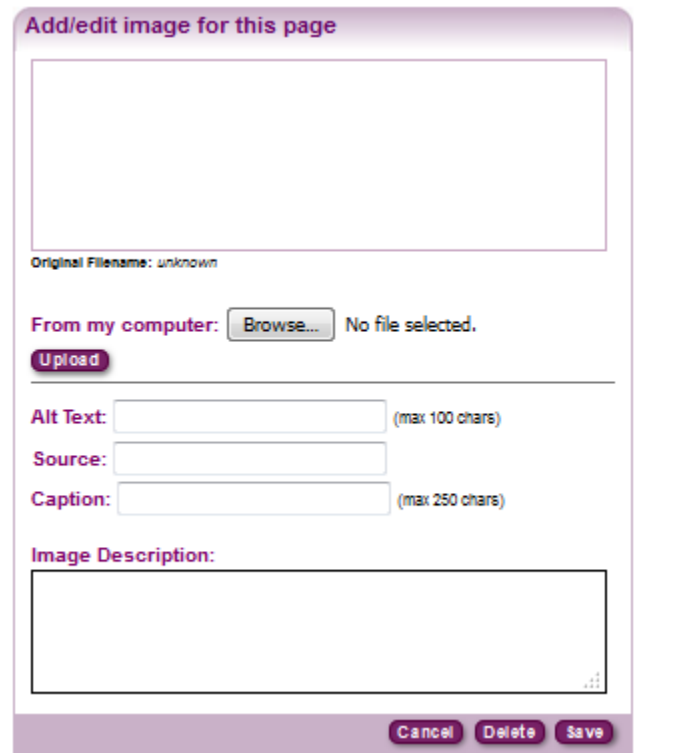 Add/edit image for this page
Original Filename: unknown
From my computer: Browse... No file selected.
Upload
Alt Text: (max 100 chars)
Source:
Caption: (max 250 chars)
Image Description:
Cancel Delete Save